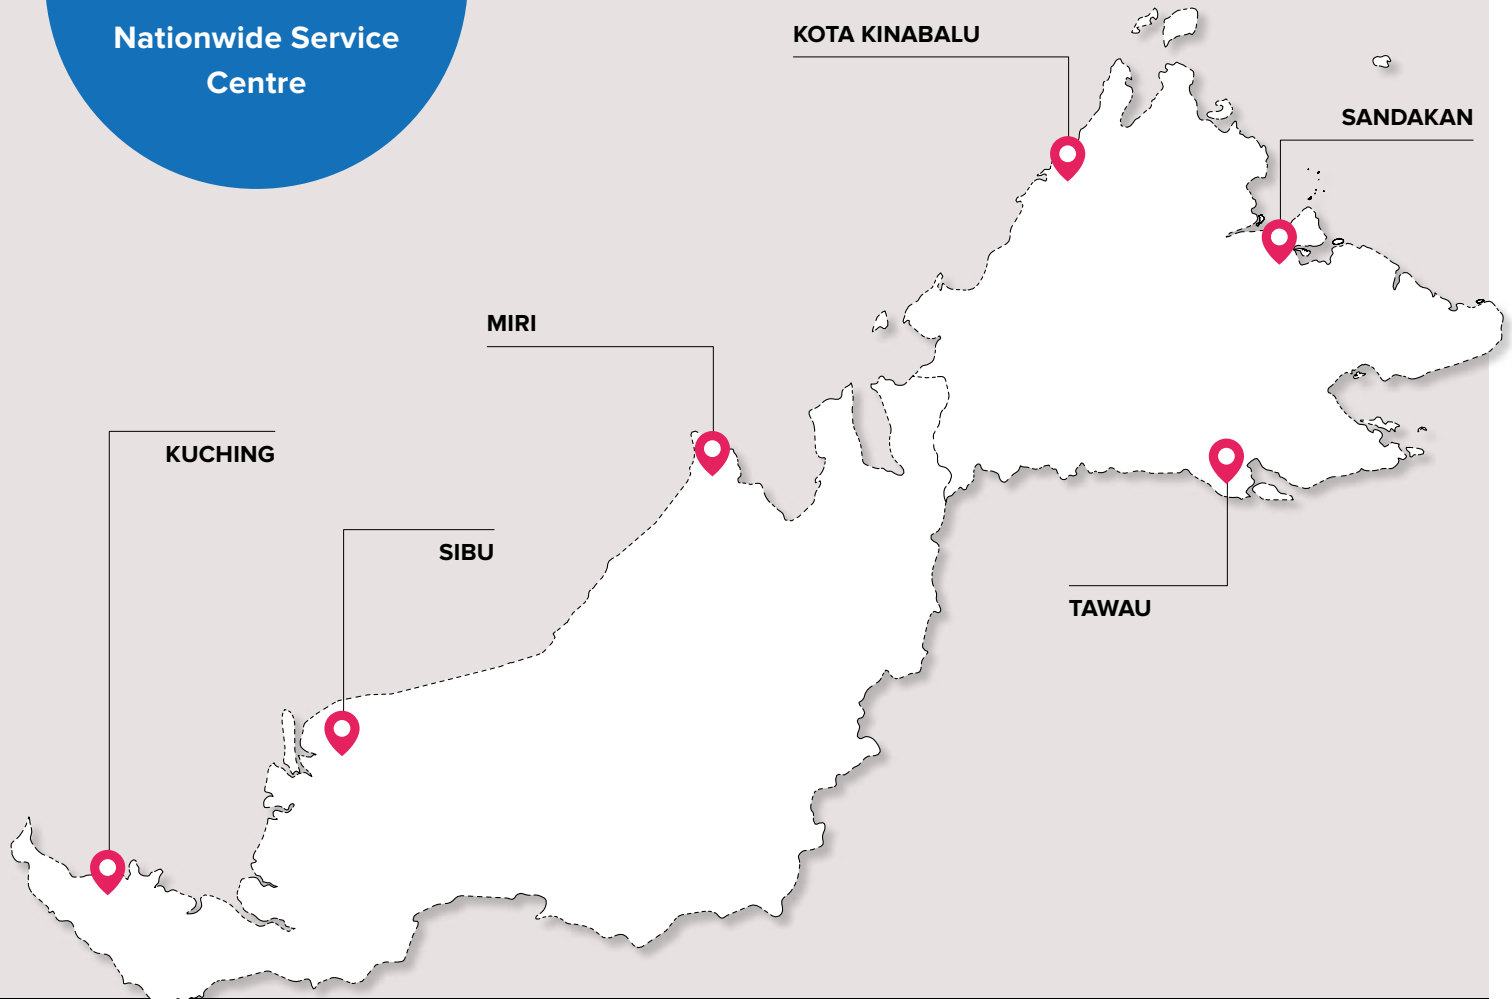 Nationwide Service
Centre
KOTA KINABALU
SANDAKAN
MIRI
KUCHING
SIBU
TAWAU